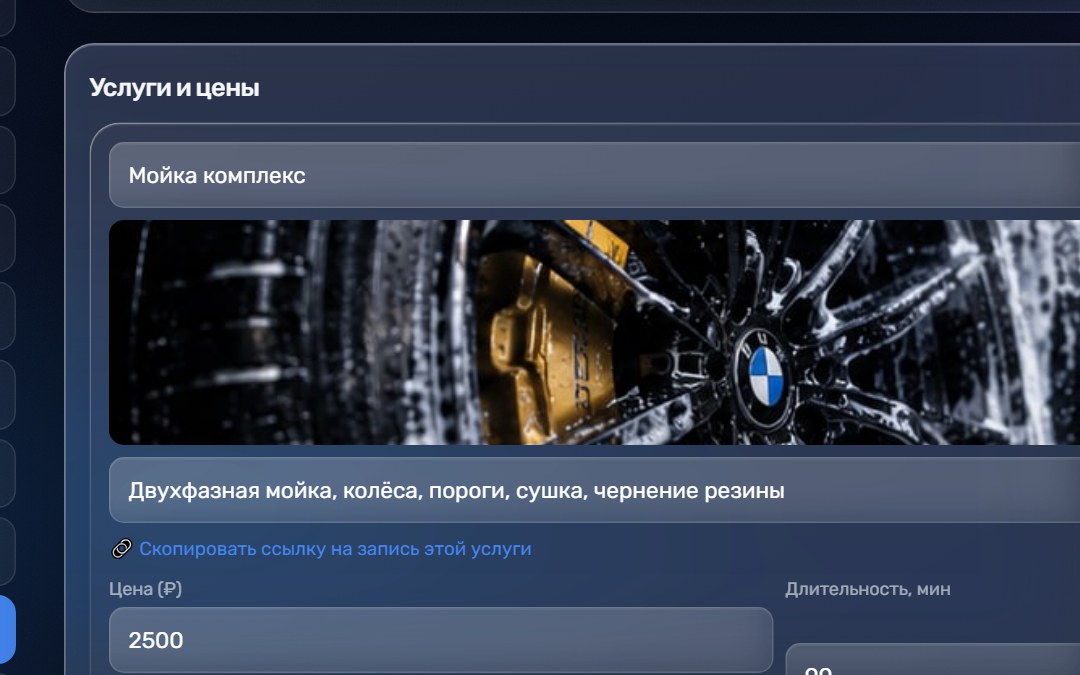 Услуги и цены
Мойка комплекс
Двухфазная мойка, колёса, пороги, сушка, чернение резины
Скопировать ссылку на запись этой услуги
Цена (₽)
Длительность, мин
2500